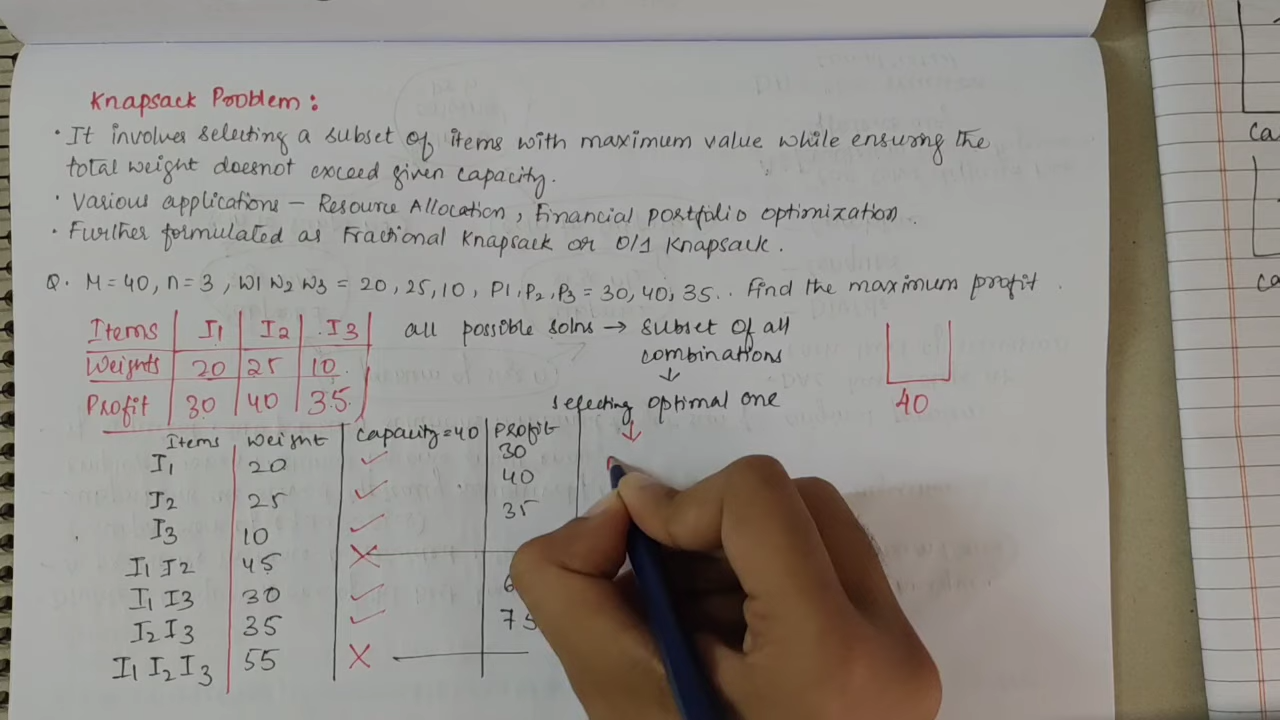 Knapsack Problem:
• It involves selecting a subset of items with maximum value while ensuring the
total weight doesnot exceed given capacity.
• Various applications – Resource Allocation, Financial portfolio optimization.
• Further formulated as Fractional Knapsack or 0/1 Knapsack.
Q. M=40, n=3, W1 W2 W3 = 20, 25, 10, P1, P2, P3 = 30, 40, 35.. Find the maximum profit.
Items I1 I2 I3
Weights 20 25 10
Profit 30 40 35
all possible solns → subset of all
combinations
↓
selecting optimal one
↓
40
Items Weight Capacity=40 Profit
I1 20 ✓ 30
I2 25 ✓ 40
I3 10 ✓ 35
I1 I2 45 ✗ —
I1 I3 30 ✓ 6
I2 I3 35 ✓ 75
I1 I2 I3 55 ✗ —
ca
ca